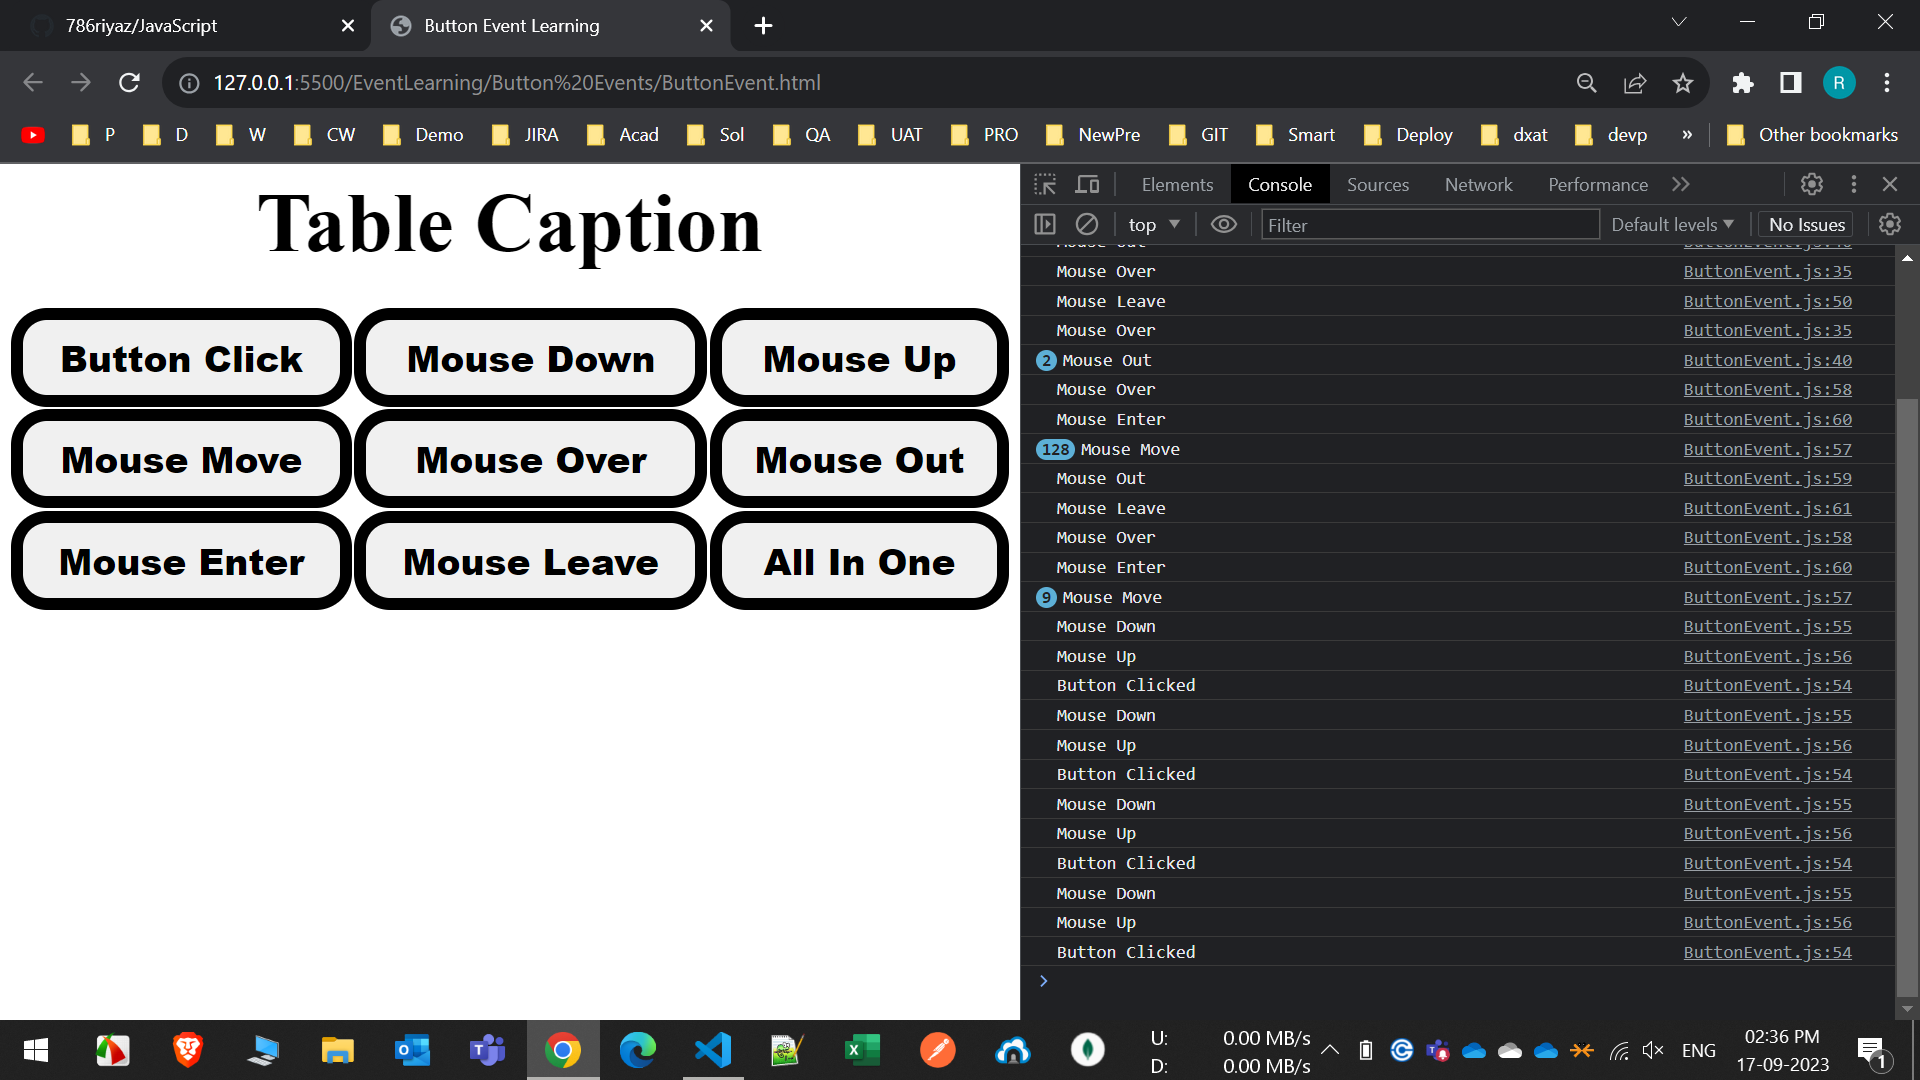 786riyaz/JavaScript
Button Event Learning
127.0.0.1:5500/EventLearning/Button%20Events/ButtonEvent.html
R
P D W CW Demo JIRA Acad Sol QA UAT PRO NewPre GIT Smart Deploy dxat devp » Other bookmarks
Table Caption
Button Click Mouse Down Mouse Up
Mouse Move Mouse Over Mouse Out
Mouse Enter Mouse Leave All In One
Elements Console Sources Network Performance
top Filter Default levels No Issues
Mouse Over ButtonEvent.js:35
Mouse Leave ButtonEvent.js:50
Mouse Over ButtonEvent.js:35
2 Mouse Out ButtonEvent.js:40
Mouse Over ButtonEvent.js:58
Mouse Enter ButtonEvent.js:60
128 Mouse Move ButtonEvent.js:57
Mouse Out ButtonEvent.js:59
Mouse Leave ButtonEvent.js:61
Mouse Over ButtonEvent.js:58
Mouse Enter ButtonEvent.js:60
9 Mouse Move ButtonEvent.js:57
Mouse Down ButtonEvent.js:55
Mouse Up ButtonEvent.js:56
Button Clicked ButtonEvent.js:54
Mouse Down ButtonEvent.js:55
Mouse Up ButtonEvent.js:56
Button Clicked ButtonEvent.js:54
Mouse Down ButtonEvent.js:55
Mouse Up ButtonEvent.js:56
Button Clicked ButtonEvent.js:54
Mouse Down ButtonEvent.js:55
Mouse Up ButtonEvent.js:56
Button Clicked ButtonEvent.js:54
U: 0.00 MB/s
D: 0.00 MB/s
ENG
02:36 PM
17-09-2023
1